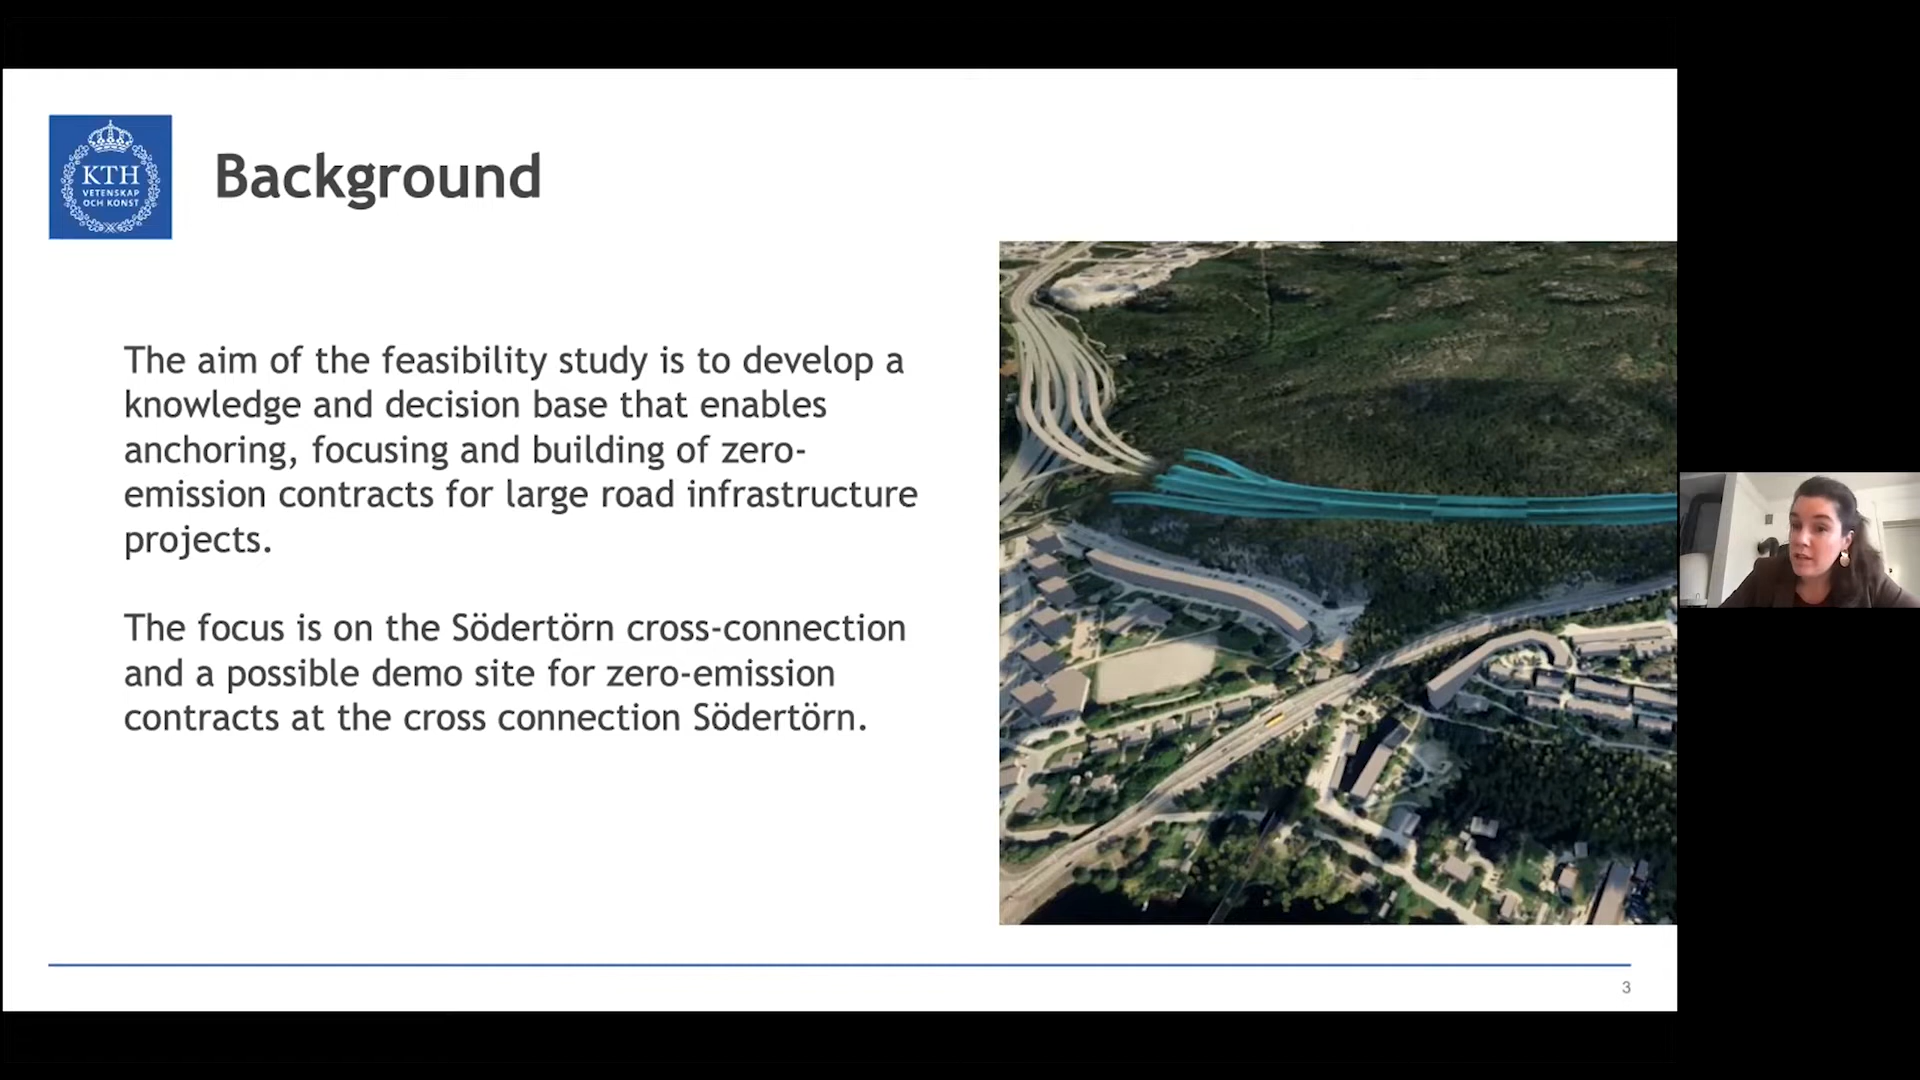 KTH
VETENSKAP
OCH KONST
Background
The aim of the feasibility study is to develop a
knowledge and decision base that enables
anchoring, focusing and building of zero-
emission contracts for large road infrastructure
projects.
The focus is on the Södertörn cross-connection
and a possible demo site for zero-emission
contracts at the cross connection Södertörn.
3